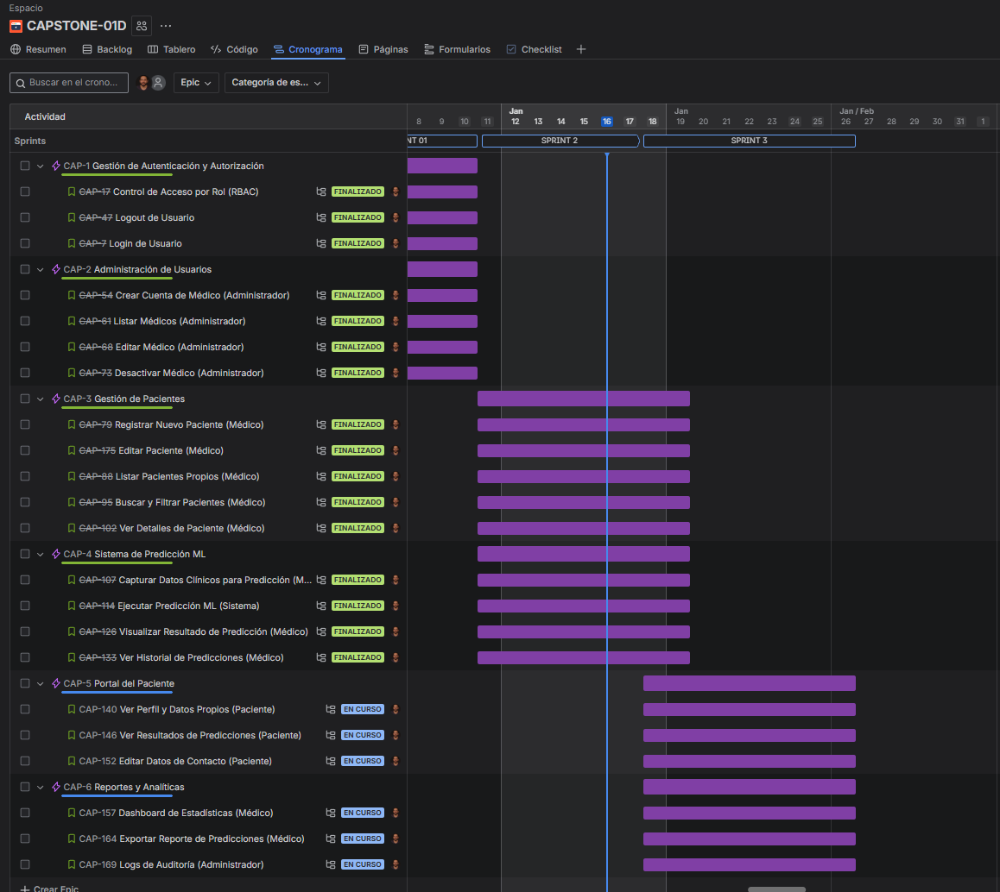 Espacio
CAPSTONE-01D
Resumen Backlog Tablero Código Cronograma Páginas Formularios Checklist
Buscar en el crono... Epic Categoría de es...
Actividad
Jan Jan Jan / Feb
8 9 10 11 12 13 14 15 16 17 18 19 20 21 22 23 24 25 26 27 28 29 30 31 1
Sprints NT 01 SPRINT 2 SPRINT 3
CAP-1 Gestión de Autenticación y Autorización
CAP-17 Control de Acceso por Rol (RBAC) FINALIZADO
CAP-47 Logout de Usuario FINALIZADO
CAP-7 Login de Usuario FINALIZADO
CAP-2 Administración de Usuarios
CAP-54 Crear Cuenta de Médico (Administrador) FINALIZADO
CAP-61 Listar Médicos (Administrador) FINALIZADO
CAP-68 Editar Médico (Administrador) FINALIZADO
CAP-73 Desactivar Médico (Administrador) FINALIZADO
CAP-3 Gestión de Pacientes
CAP-79 Registrar Nuevo Paciente (Médico) FINALIZADO
CAP-175 Editar Paciente (Médico) FINALIZADO
CAP-88 Listar Pacientes Propios (Médico) FINALIZADO
CAP-95 Buscar y Filtrar Pacientes (Médico) FINALIZADO
CAP-102 Ver Detalles de Paciente (Médico) FINALIZADO
CAP-4 Sistema de Predicción ML
CAP-107 Capturar Datos Clínicos para Predicción (M... FINALIZADO
CAP-114 Ejecutar Predicción ML (Sistema) FINALIZADO
CAP-126 Visualizar Resultado de Predicción (Médico) FINALIZADO
CAP-133 Ver Historial de Predicciones (Médico) FINALIZADO
CAP-5 Portal del Paciente
CAP-140 Ver Perfil y Datos Propios (Paciente) EN CURSO
CAP-146 Ver Resultados de Predicciones (Paciente) EN CURSO
CAP-152 Editar Datos de Contacto (Paciente) EN CURSO
CAP-6 Reportes y Analíticas
CAP-157 Dashboard de Estadísticas (Médico) EN CURSO
CAP-164 Exportar Reporte de Predicciones (Médico) EN CURSO
CAP-169 Logs de Auditoría (Administrador) EN CURSO
Crear Epic